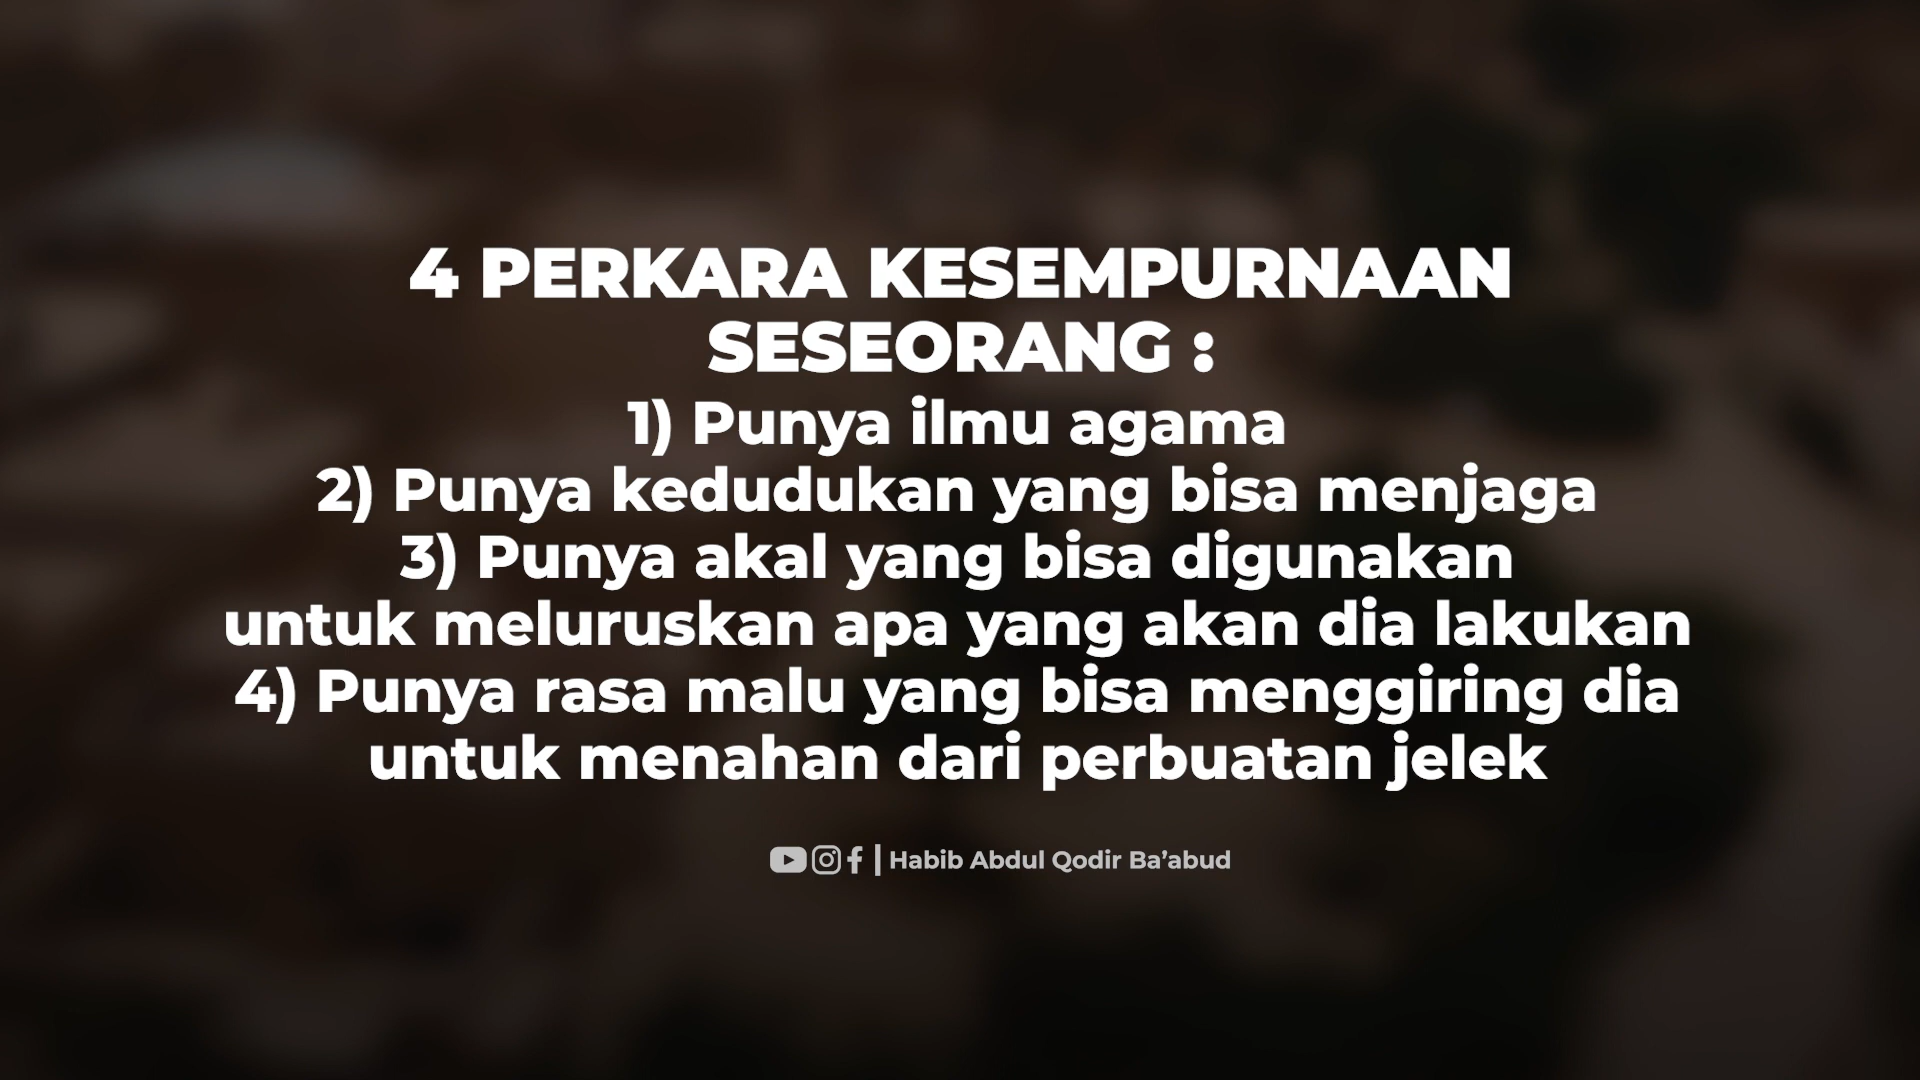 4 PERKARA KESEMPURNAAN
SESEORANG :
1) Punya ilmu agama
2) Punya kedudukan yang bisa menjaga
3) Punya akal yang bisa digunakan
untuk meluruskan apa yang akan dia lakukan
4) Punya rasa malu yang bisa menggiring dia
untuk menahan dari perbuatan jelek
| Habib Abdul Qodir Ba’abud